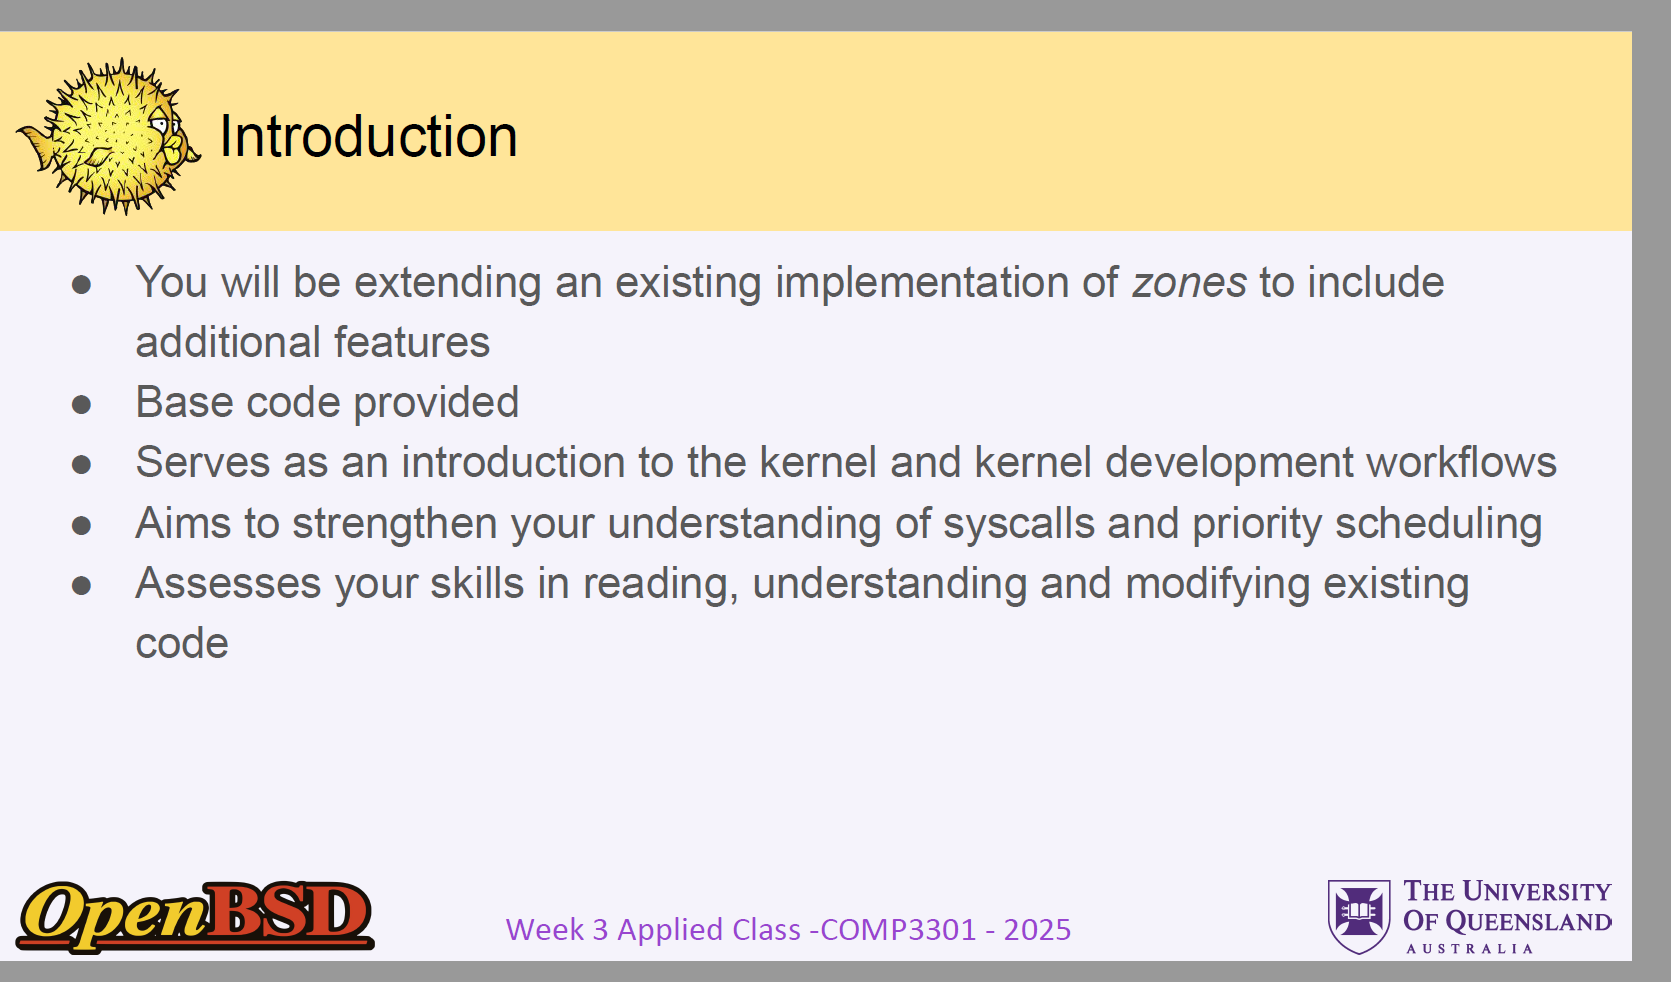 Introduction
● You will be extending an existing implementation of zones to include
additional features
● Base code provided
● Serves as an introduction to the kernel and kernel development workflows
● Aims to strengthen your understanding of syscalls and priority scheduling
● Assesses your skills in reading, understanding and modifying existing
code
OpenBSD
Week 3 Applied Class -COMP3301 - 2025
THE UNIVERSITY
OF QUEENSLAND
AUSTRALIA